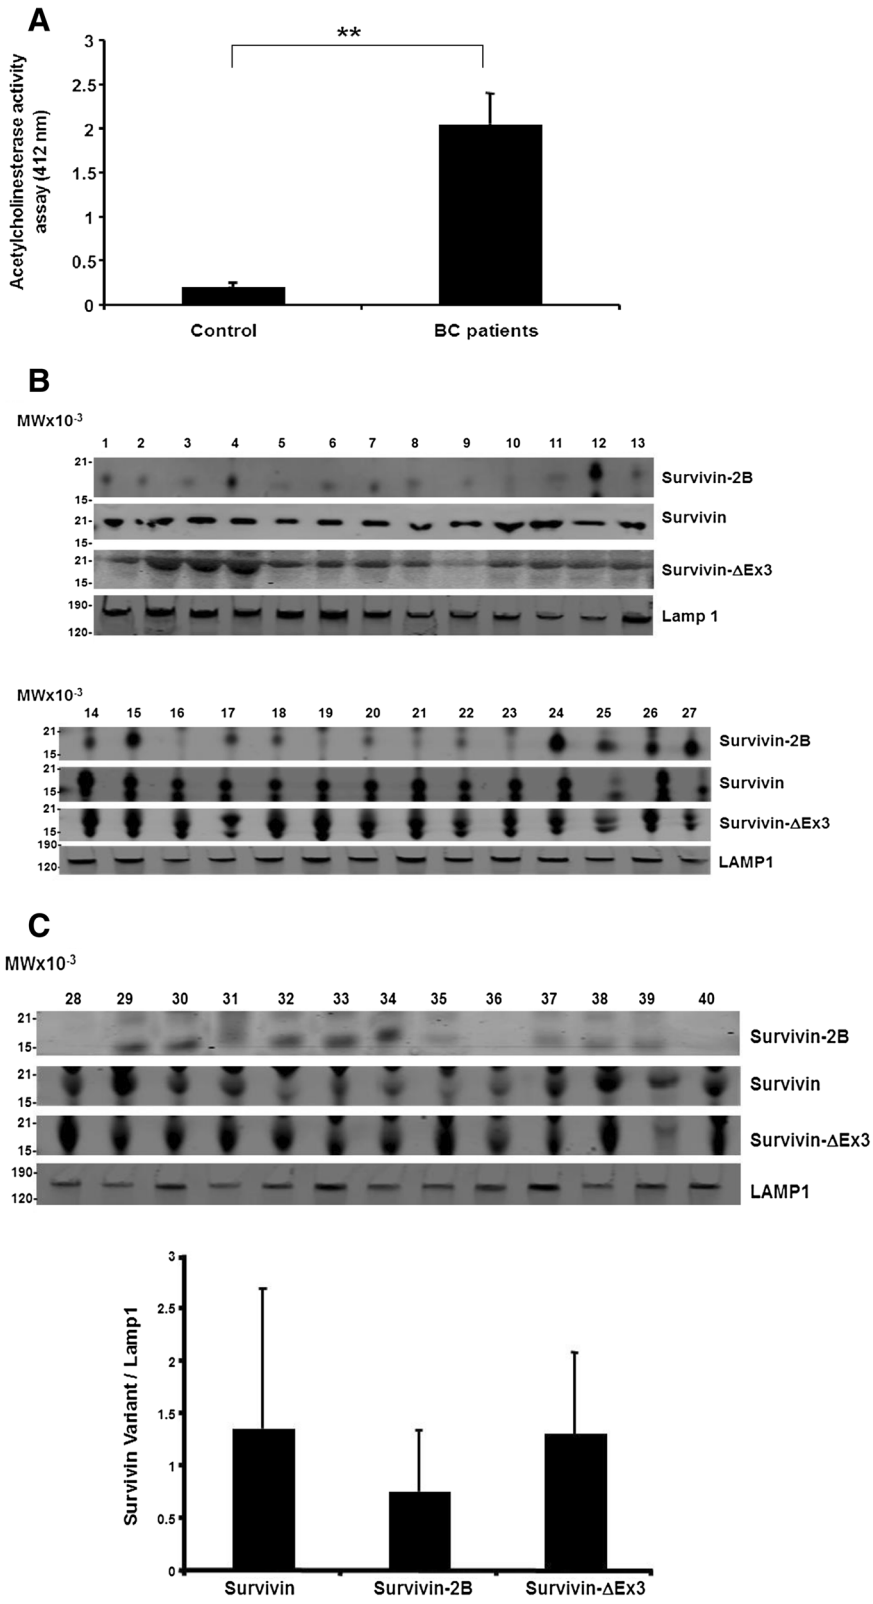 A
Acetylcholinesterase activity
assay (412 nm)
3
2.5
2
1.5
1
0.5
0
**
Control BC patients
B
MWx10-3
1 2 3 4 5 6 7 8 9 10 11 12 13
21-
15-
Survivin-2B
21-
15-
Survivin
21-
15-
Survivin-ΔEx3
190-
120-
Lamp 1
MWx10-3
14 15 16 17 18 19 20 21 22 23 24 25 26 27
21-
15-
Survivin-2B
21-
15-
Survivin
21-
15-
Survivin-ΔEx3
190-
120-
LAMP1
C
MWx10-3
28 29 30 31 32 33 34 35 36 37 38 39 40
21-
15-
Survivin-2B
21-
15-
Survivin
21-
15-
Survivin-ΔEx3
190-
120-
LAMP1
Survivin Variant / Lamp1
3
2.5
2
1.5
1
0.5
0
Survivin Survivin-2B Survivin-ΔEx3